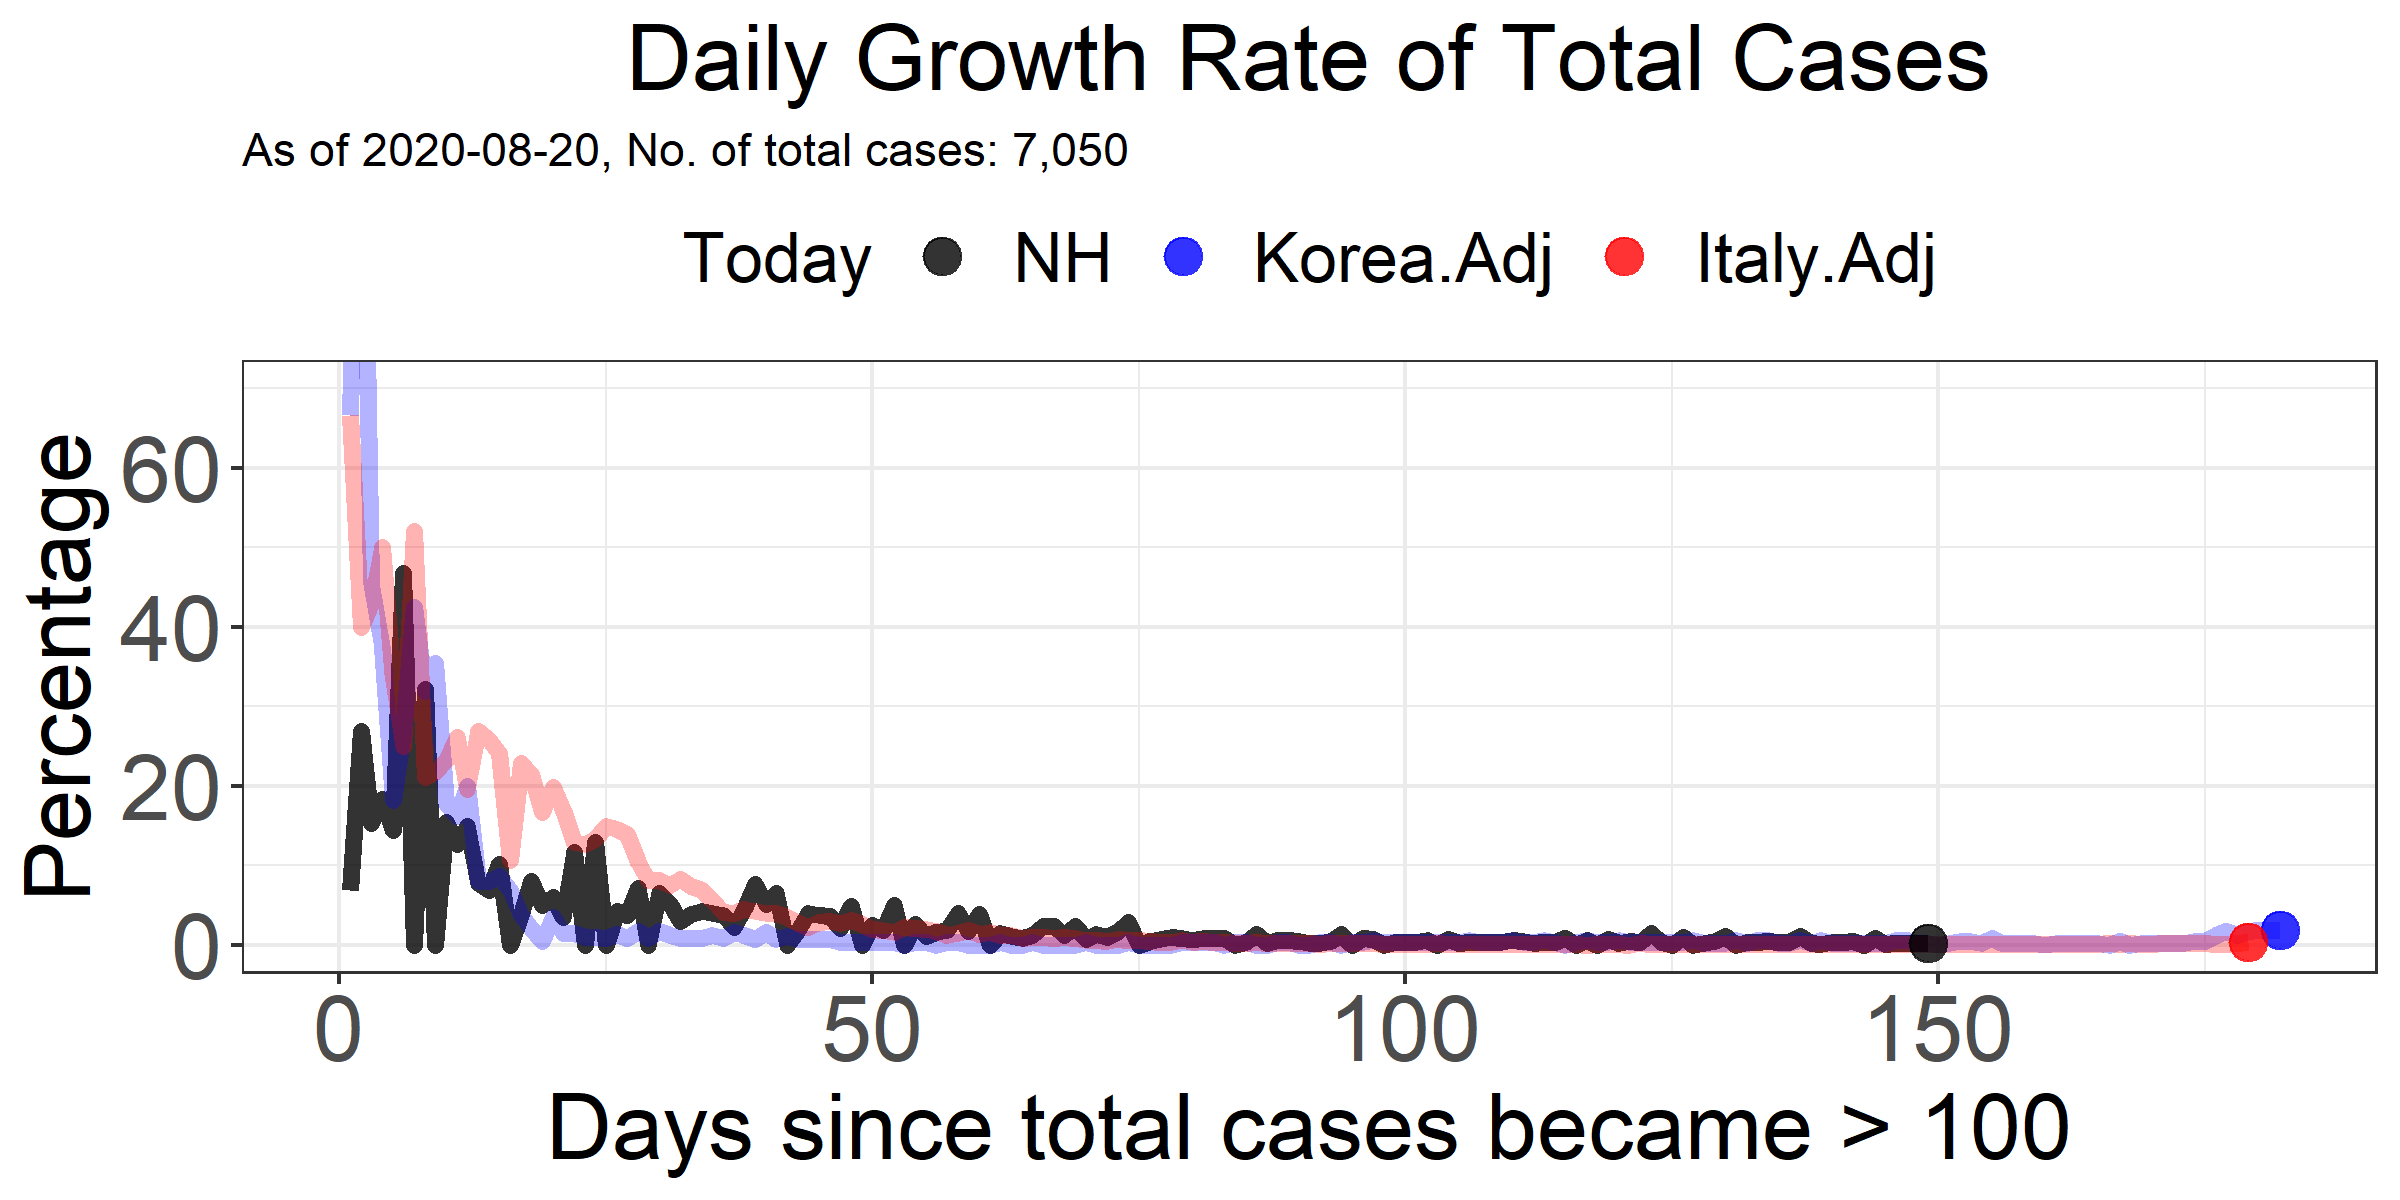 Daily Growth Rate of Total Cases
As of 2020-08-20, No. of total cases: 7,050
Today NH Korea.Adj Italy.Adj
Percentage
60
40
20
0
0 50 100 150
Days since total cases became > 100